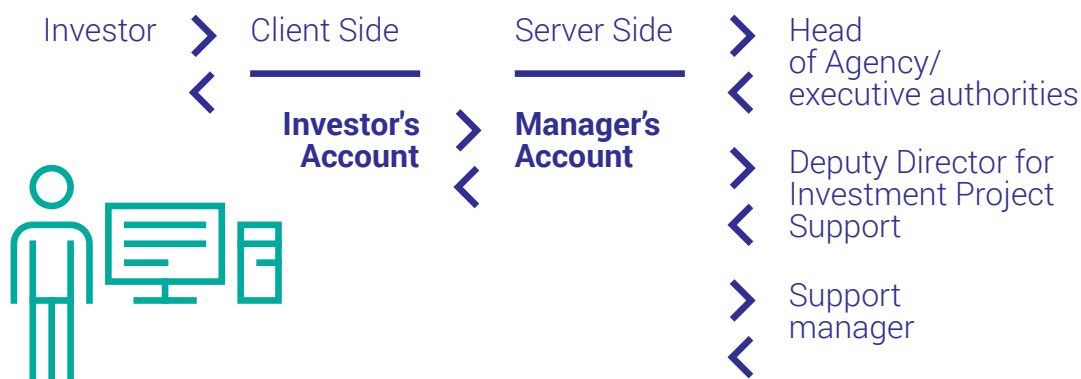 Investor
Client Side
Server Side
Head
of Agency/
executive authorities
Investor's
Account
Manager's
Account
Deputy Director for
Investment Project
Support
Support
manager